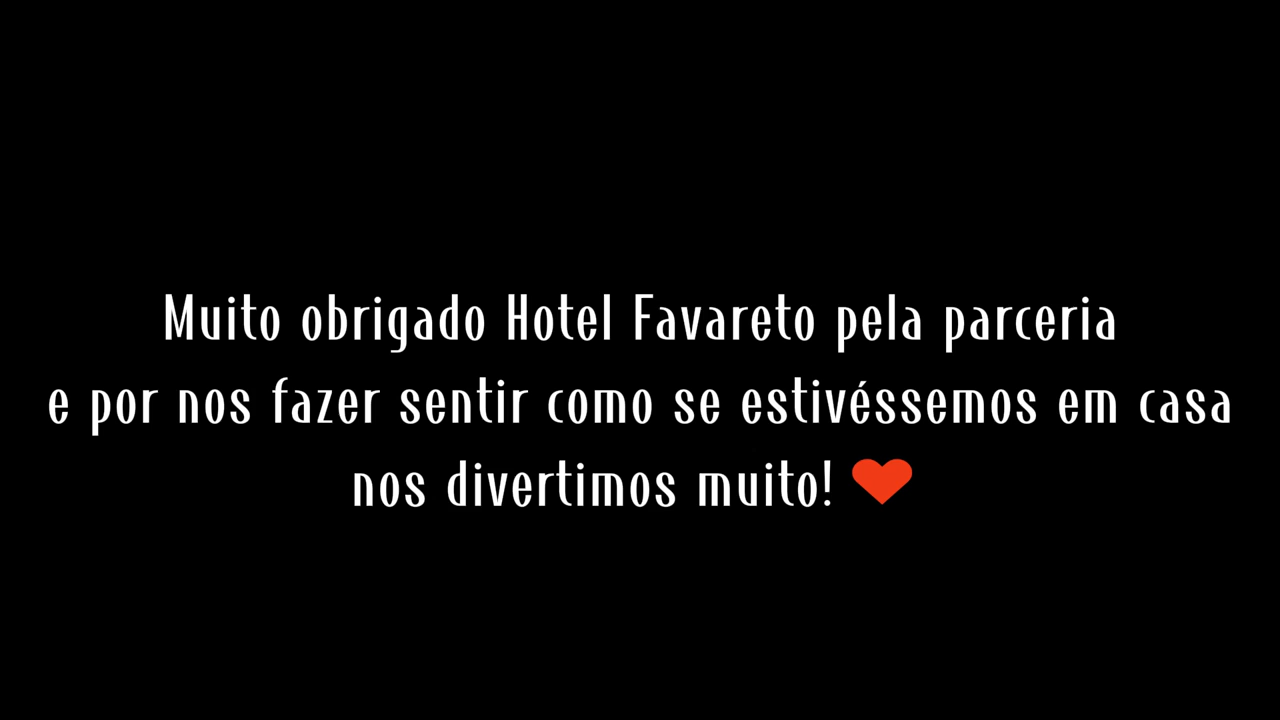 Muito obrigado Hotel Favareto pela parceria
e por nos fazer sentir como se estivéssemos em casa
nos divertimos muito! ❤